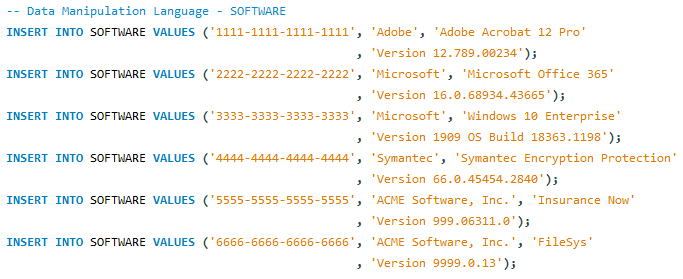 -- Data Manipulation Language - SOFTWARE
INSERT INTO SOFTWARE VALUES ('1111-1111-1111-1111', 'Adobe', 'Adobe Acrobat 12 Pro'
, 'Version 12.789.00234');
INSERT INTO SOFTWARE VALUES ('2222-2222-2222-2222', 'Microsoft', 'Microsoft Office 365'
, 'Version 16.0.68934.43665');
INSERT INTO SOFTWARE VALUES ('3333-3333-3333-3333', 'Microsoft', 'Windows 10 Enterprise'
, 'Version 1909 OS Build 18363.1198');
INSERT INTO SOFTWARE VALUES ('4444-4444-4444-4444', 'Symantec', 'Symantec Encryption Protection'
, 'Version 66.0.45454.2840');
INSERT INTO SOFTWARE VALUES ('5555-5555-5555-5555', 'ACME Software, Inc.', 'Insurance Now'
, 'Version 999.06311.0');
INSERT INTO SOFTWARE VALUES ('6666-6666-6666-6666', 'ACME Software, Inc.', 'FileSys'
, 'Version 9999.0.13');